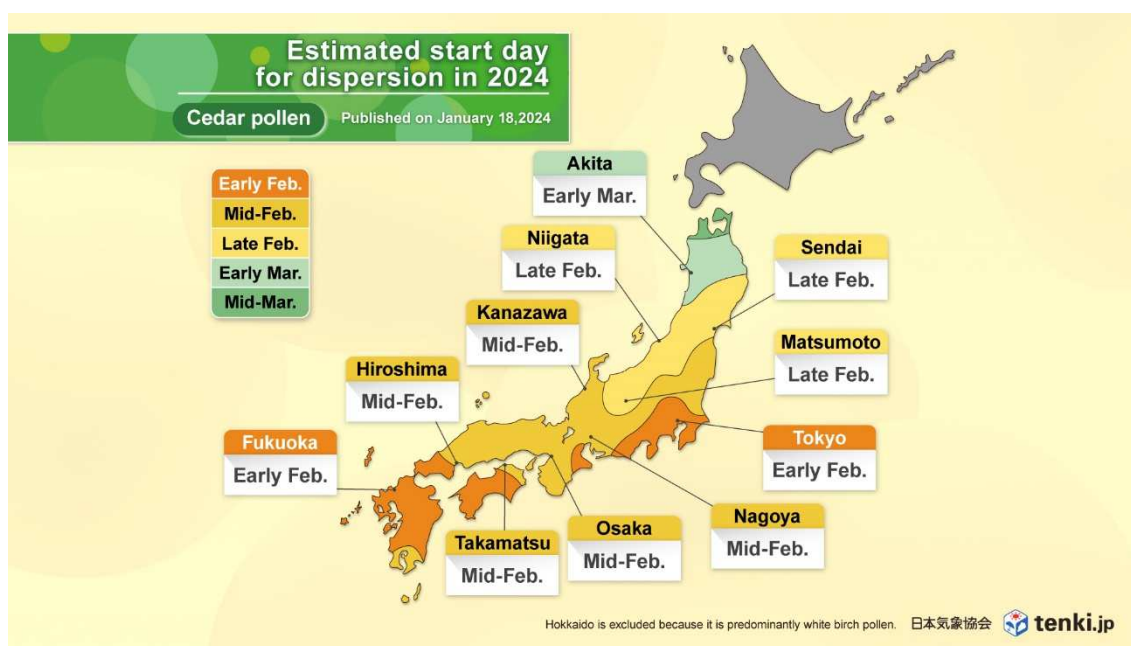 Estimated start day
for dispersion in 2024
Cedar pollen
Published on January 18,2024
Early Feb.
Mid-Feb.
Late Feb.
Early Mar.
Mid-Mar.
Akita
Early Mar.
Niigata
Late Feb.
Sendai
Late Feb.
Kanazawa
Mid-Feb.
Matsumoto
Late Feb.
Hiroshima
Mid-Feb.
Fukuoka
Early Feb.
Tokyo
Early Feb.
Takamatsu
Mid-Feb.
Osaka
Mid-Feb.
Nagoya
Mid-Feb.
Hokkaido is excluded because it is predominantly white birch pollen.
日本気象協会
tenki.jp